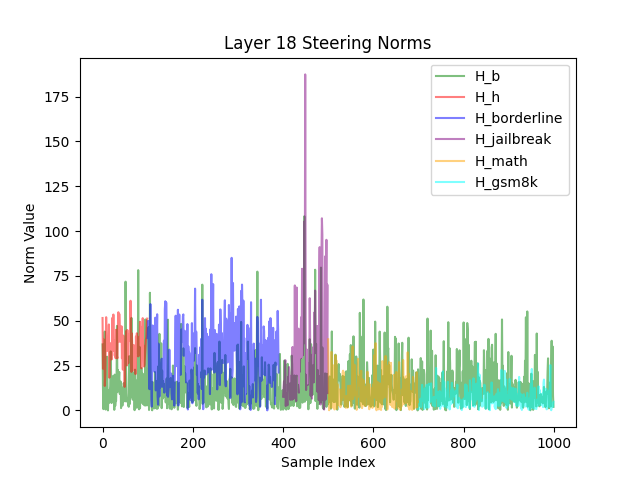 Layer 18 Steering Norms
Norm Value
175
150
125
100
75
50
25
0
0
200
400
600
800
1000
Sample Index
H_b
H_h
H_borderline
H_jailbreak
H_math
H_gsm8k